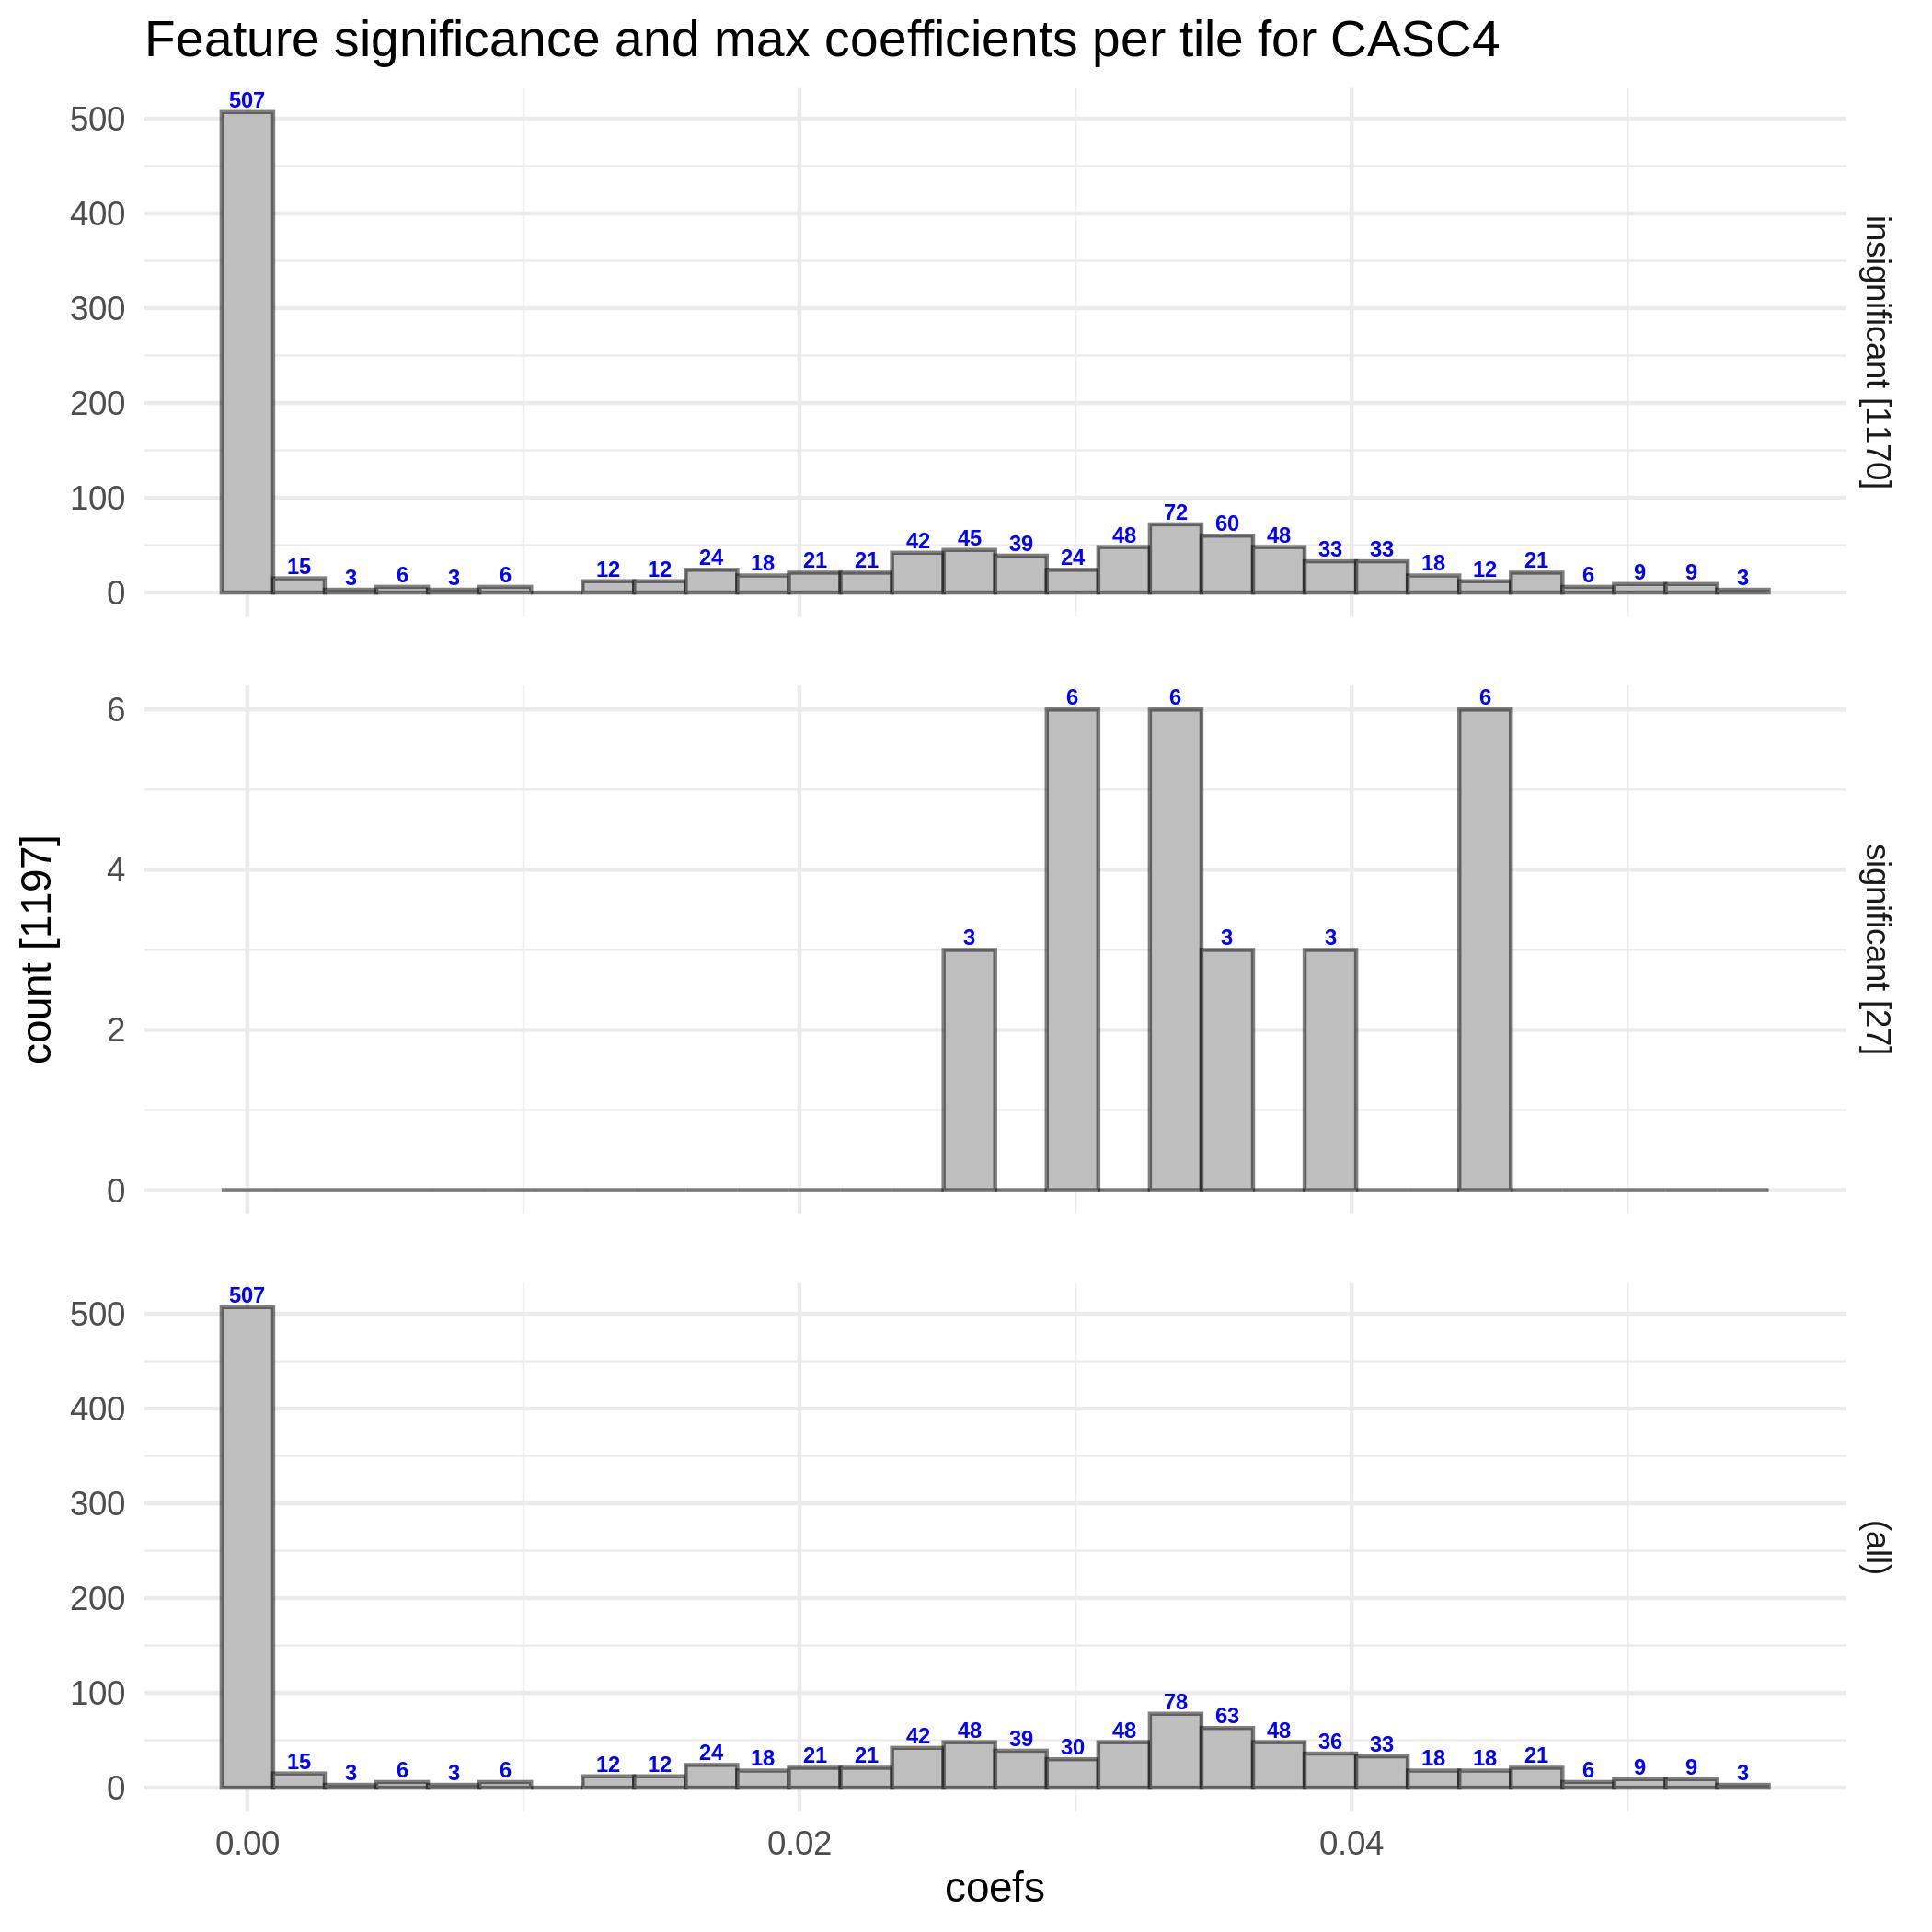 Feature significance and max coefficients per tile for CASC4
500
400
300
200
100
0
507 15 3 6 3 6 12 12 24 18 21 21 42 45 39 24 48 72 60 48 33 33 18 12 21 6 9 9 3
insignificant [1170]
count [1197]
6
4
2
0
3 6 6 3 3 6
significant [27]
500
400
300
200
100
0
507 15 3 6 3 6 12 12 24 18 21 21 42 48 39 30 48 78 63 48 36 33 18 18 21 6 9 9 3
(all)
0.00 0.02 0.04
coefs